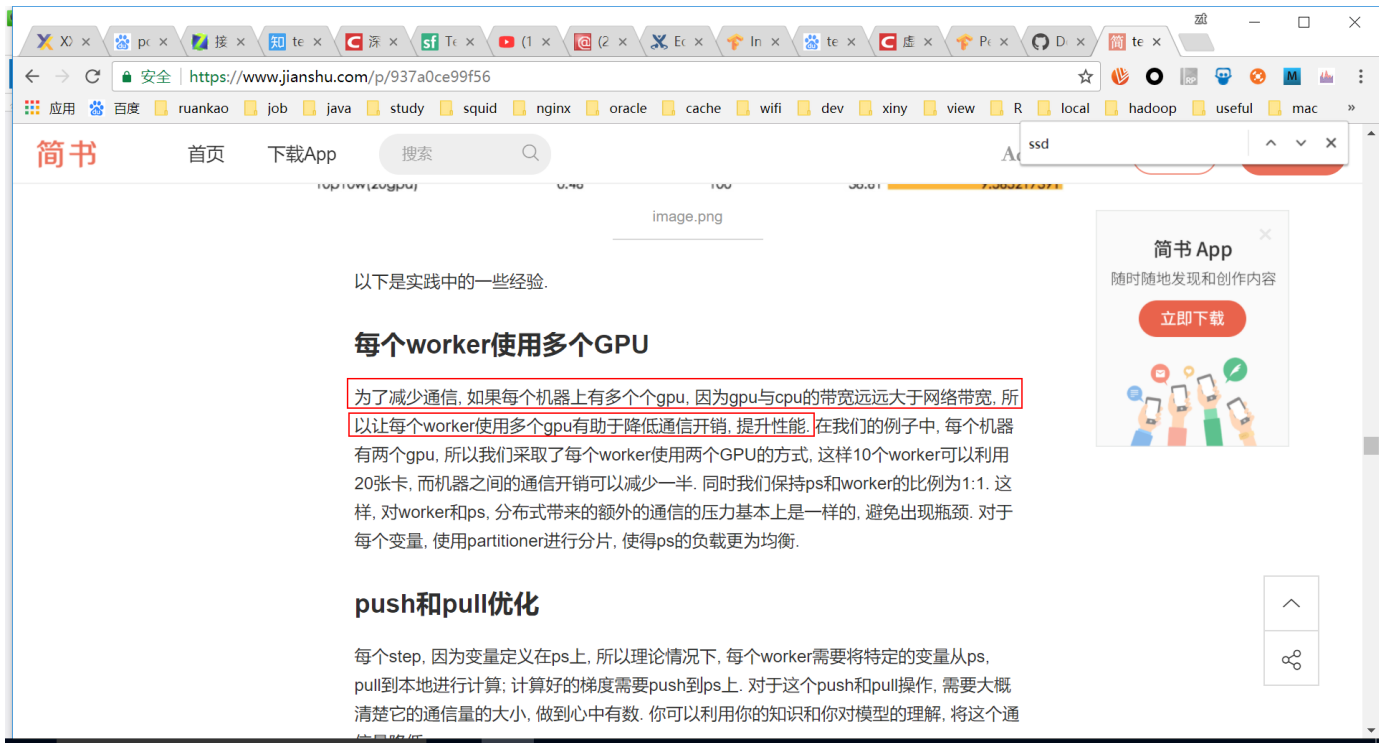 XX
pc
接
知 te
C 深
sf Te
(1
(2
Ec
In
te
C 虚
Pe
D
简 te
安全 https://www.jianshu.com/p/937a0ce99f56
RP M
应用 百度 ruankao job java study squid nginx oracle cache wifi dev xiny view R local hadoop useful mac »
ssd
简书 首页 下载App 搜索
image.png
简书 App
随时随地发现和创作内容
立即下载
以下是实践中的一些经验.
每个worker使用多个GPU
为了减少通信, 如果每个机器上有多个个gpu, 因为gpu与cpu的带宽远远大于网络带宽, 所
以让每个worker使用多个gpu有助于降低通信开销, 提升性能. 在我们的例子中, 每个机器
有两个gpu, 所以我们采取了每个worker使用两个GPU的方式, 这样10个worker可以利用
20张卡, 而机器之间的通信开销可以减少一半. 同时我们保持ps和worker的比例为1:1. 这
样, 对worker和ps, 分布式带来的额外的通信的压力基本上是一样的, 避免出现瓶颈. 对于
每个变量, 使用partitioner进行分片, 使得ps的负载更为均衡.
push和pull优化
每个step, 因为变量定义在ps上, 所以理论情况下, 每个worker需要将特定的变量从ps,
pull到本地进行计算; 计算好的梯度需要push到ps上. 对于这个push和pull操作, 需要大概
清楚它的通信量的大小, 做到心中有数. 你可以利用你的知识和你对模型的理解, 将这个通